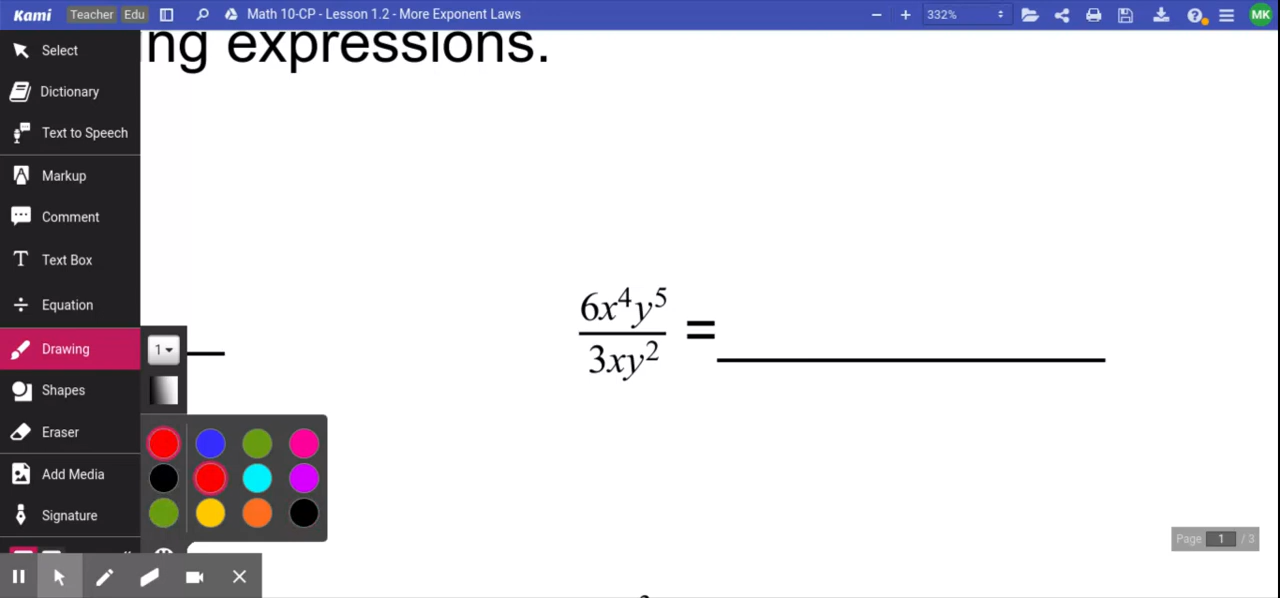 Kami Teacher Edu Math 10-CP - Lesson 1.2 - More Exponent Laws − + 332% MK
ng expressions.
Select
Dictionary
Text to Speech
Markup
Comment
Text Box
Equation
Drawing
1
Shapes
Eraser
Add Media
Signature
6x⁴y⁵
3xy²
=
Page 1 / 3